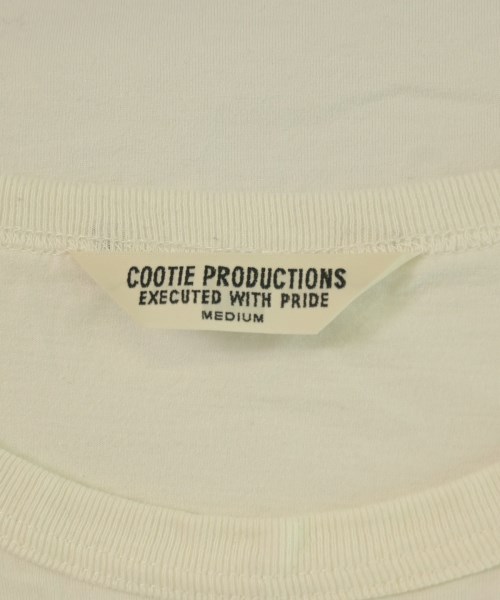 COOTIE PRODUCTIONS
EXECUTED WITH PRIDE
MEDIUM